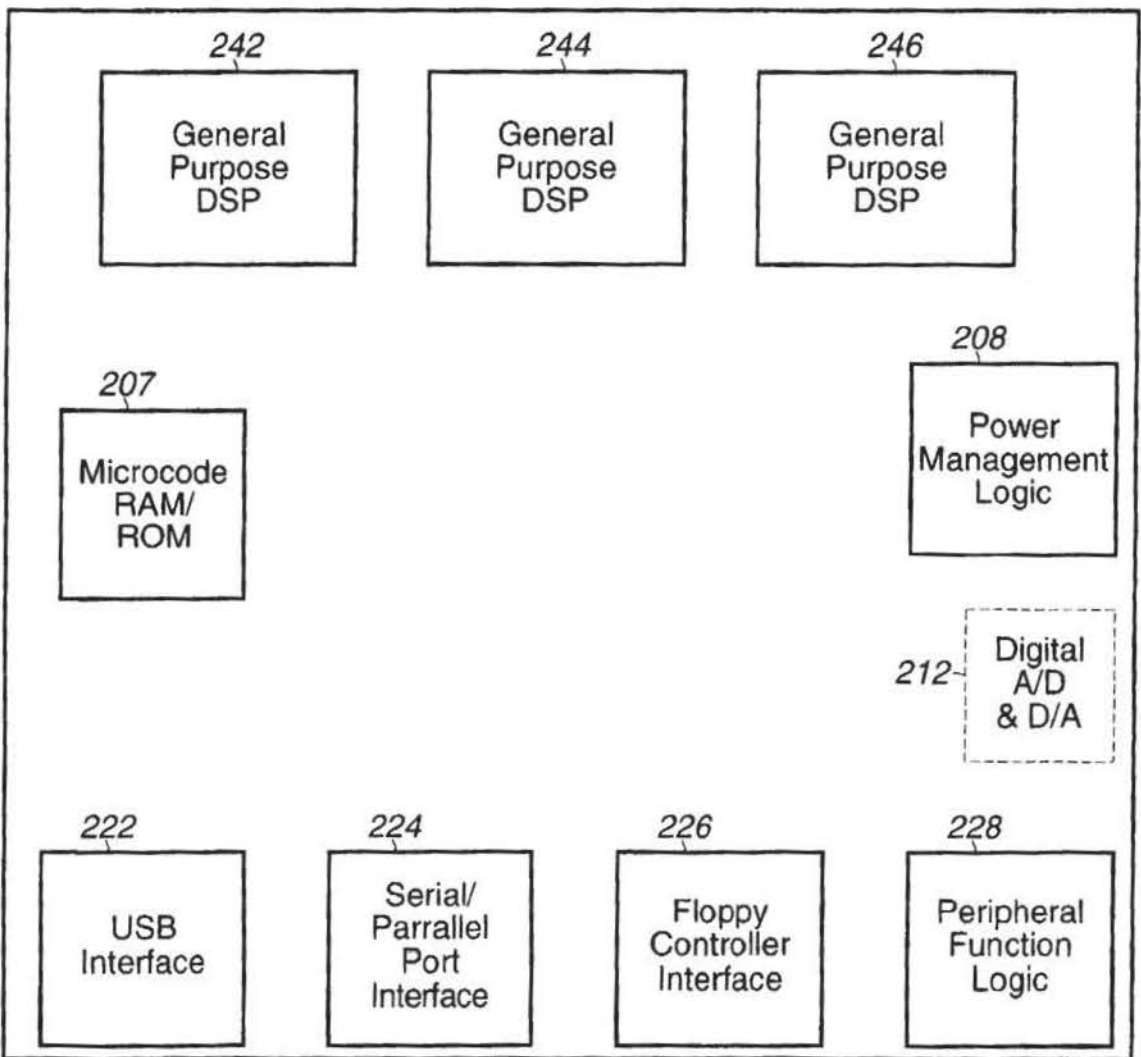 242
244
246
General
Purpose
DSP
General
Purpose
DSP
General
Purpose
DSP
207
208
Microcode
RAM/
ROM
Power
Management
Logic
212
Digital
A/D
& D/A
222
224
226
228
USB
Interface
Serial/
Parrallel
Port
Interface
Floppy
Controller
Interface
Peripheral
Function
Logic